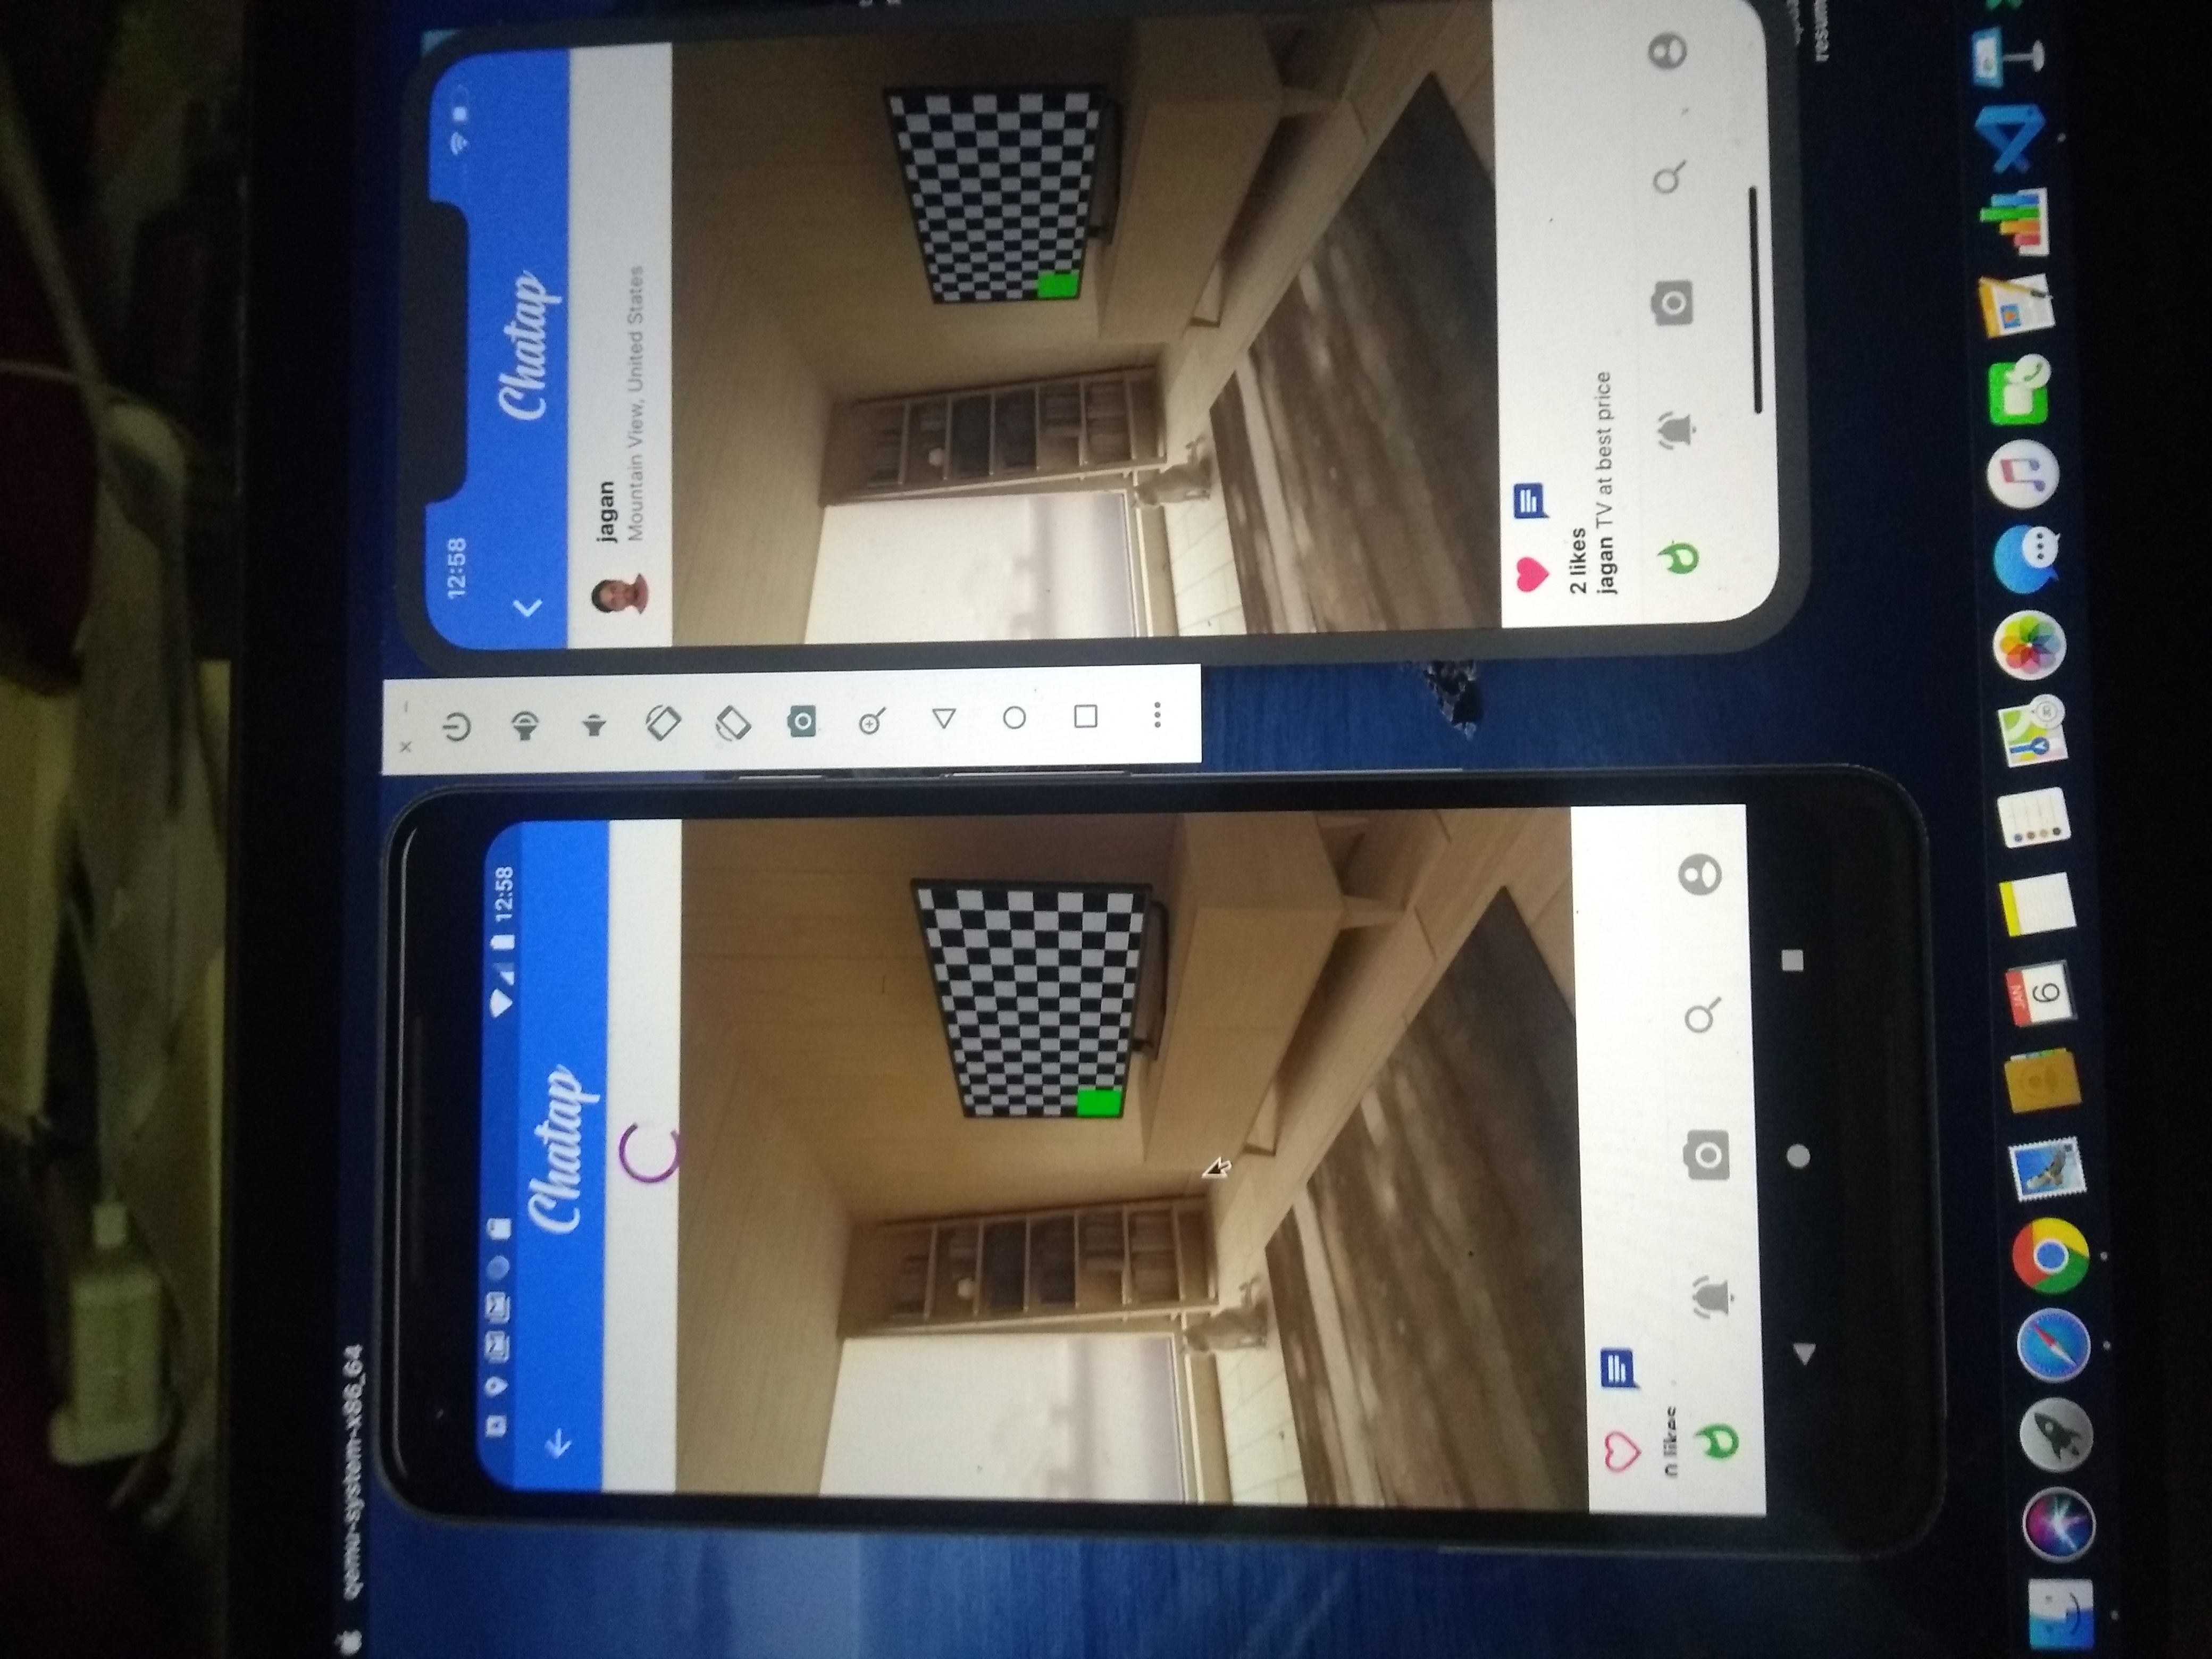 qemu-system-x86_64
12:58
Chatap
0 likes
12:58
Chatap
jagan
Mountain View, United States
2 likes
jagan TV at best price
JAN
6